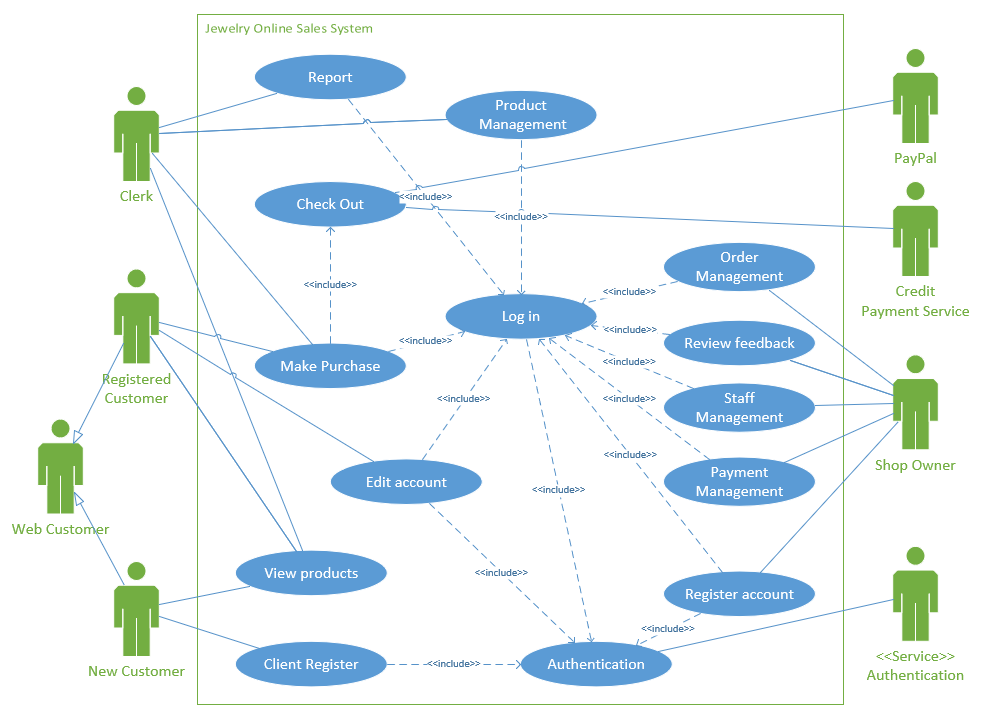 Jewelry Online Sales System
Report
Product
Management
PayPal
Clerk
Check Out
<<include>>
<<include>>
Order
Management
<<include>>
<<include>>
Credit
Payment Service
Log in
<<include>>
Review feedback
<<include>>
Make Purchase
<<include>>
Registered
Customer
<<include>>
<<include>>
Staff
Management
<<include>>
Shop Owner
Payment
Management
Edit account
<<include>>
Web Customer
<<include>>
View products
Register account
<<include>>
New Customer
Client Register
<<include>>
Authentication
<<Service>>
Authentication